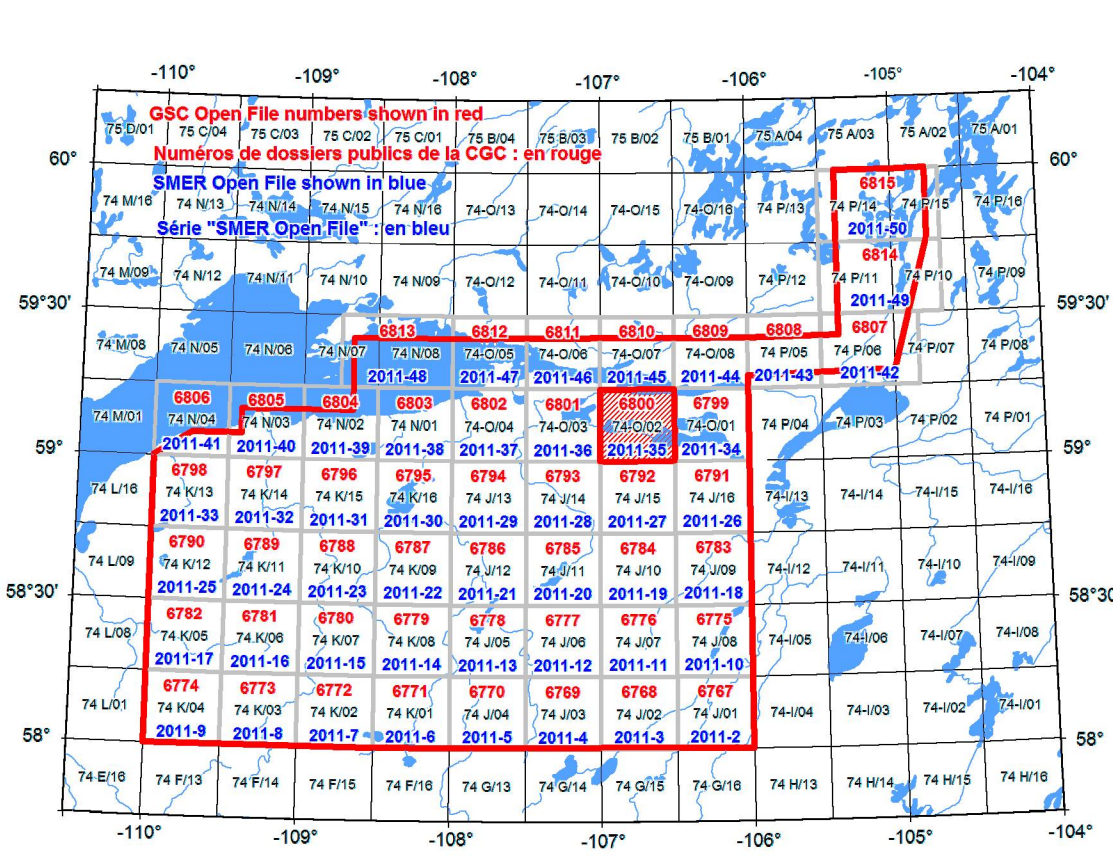 -110° -109° -108° -107° -106° -105° -104°
GSC Open File numbers shown in red
75 D/01 75 C/04 75 C/03 75 C/02 75 C/01 75 B/04 75 B/03 75 B/02 75 B/01 75 A/04 75 A/03 75 A/02 75 A/01
Numéros de dossiers publics de la CGC : en rouge
60° 60°
SMER Open File shown in blue
6815
74 M/16 74 N/13 74 N/14 74 N/15 74 N/16 74-O/13 74-O/14 74-O/15 74-O/16 74 P/13 74 P/14 74 P/15 74 P/16
Série "SMER Open File" : en bleu
2011-50
6814
74 M/09 74 N/12 74 N/11 74 N/10 74 N/09 74-O/12 74-O/11 74-O/10 74-O/09 74 P/12 74 P/11 74 P/10 74 P/09
2011-49
59°30' 59°30'
6813 6812 6811 6810 6809 6808 6807
74 M/08 74 N/05 74 N/06 74 N/07 74 N/08 74-O/05 74-O/06 74-O/07 74-O/08 74 P/05 74 P/06 74 P/07 74 P/08
2011-48 2011-47 2011-46 2011-45 2011-44 2011-43 2011-42
6806 6805 6804 6803 6802 6801 6800 6799
74 M/01 74 N/04 74 N/03 74 N/02 74 N/01 74-O/04 74-O/03 74-O/02 74-O/01 74 P/04 74 P/03 74 P/02 74 P/01
59° 2011-41 2011-40 2011-39 2011-38 2011-37 2011-36 2011-35 2011-34 59°
6798 6797 6796 6795 6794 6793 6792 6791
74 L/16 74 K/13 74 K/14 74 K/15 74 K/16 74 J/13 74 J/14 74 J/15 74 J/16 74-I/13 74-I/14 74-I/15 74-I/16
2011-33 2011-32 2011-31 2011-30 2011-29 2011-28 2011-27 2011-26
6790 6789 6788 6787 6786 6785 6784 6783
74 L/09 74 K/12 74 K/11 74 K/10 74 K/09 74 J/12 74 J/11 74 J/10 74 J/09 74-I/12 74-I/11 74-I/10 74-I/09
58°30' 2011-25 2011-24 2011-23 2011-22 2011-21 2011-20 2011-19 2011-18 58°30
6782 6781 6780 6779 6778 6777 6776 6775
74 L/08 74 K/05 74 K/06 74 K/07 74 K/08 74 J/05 74 J/06 74 J/07 74 J/08 74-I/05 74-I/06 74-I/07 74-I/08
2011-17 2011-16 2011-15 2011-14 2011-13 2011-12 2011-11 2011-10
6774 6773 6772 6771 6770 6769 6768 6767
74 L/01 74 K/04 74 K/03 74 K/02 74 K/01 74 J/04 74 J/03 74 J/02 74 J/01 74-I/04 74-I/03 74-I/02 74-I/01
58° 2011-9 2011-8 2011-7 2011-6 2011-5 2011-4 2011-3 2011-2 58°
74 E/16 74 F/13 74 F/14 74 F/15 74 F/16 74 G/13 74 G/14 74 G/15 74 G/16 74 H/13 74 H/14 74 H/15 74 H/16
-110° -109° -108° -107° -106° -105° -104°